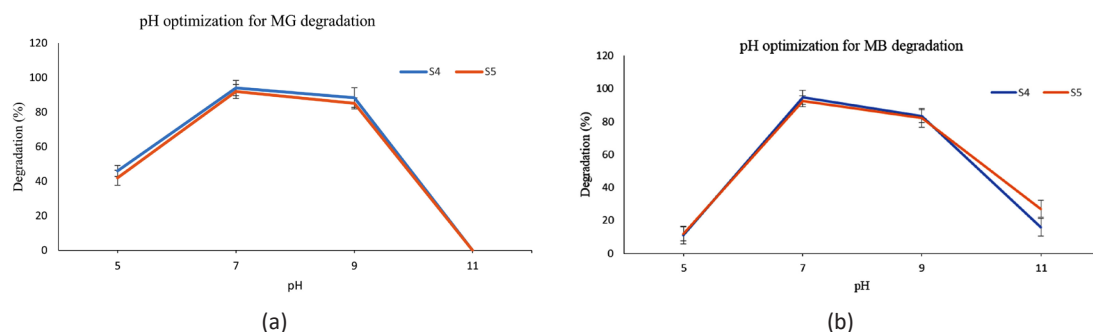 pH optimization for MG degradation
120
S4 S5
100
80
60
40
20
0
Degradation (%)
5 7 9 11
pH
(a)
pH optimization for MB degradation
120
S4 S5
100
80
60
40
20
0
Degradation (%)
5 7 9 11
pH
(b)